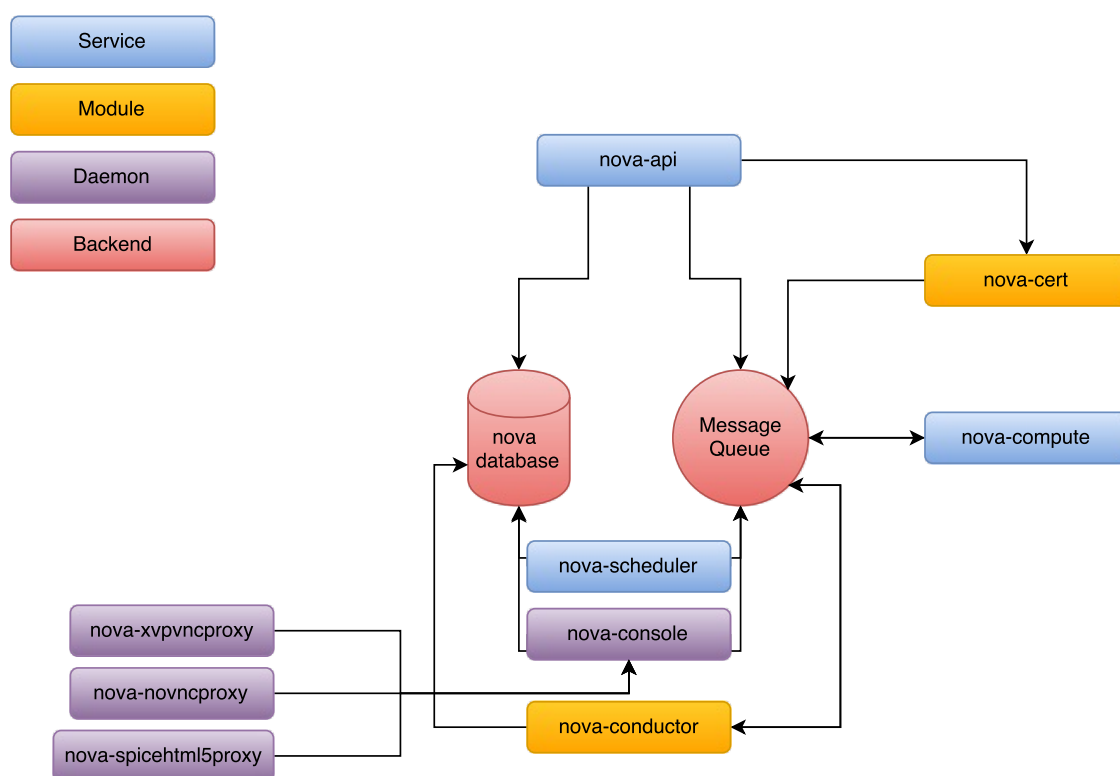 Service
Module
Daemon
Backend
nova-api
nova-cert
nova
database
Message
Queue
nova-compute
nova-scheduler
nova-console
nova-xvpvncproxy
nova-novncproxy
nova-conductor
nova-spicehtml5proxy